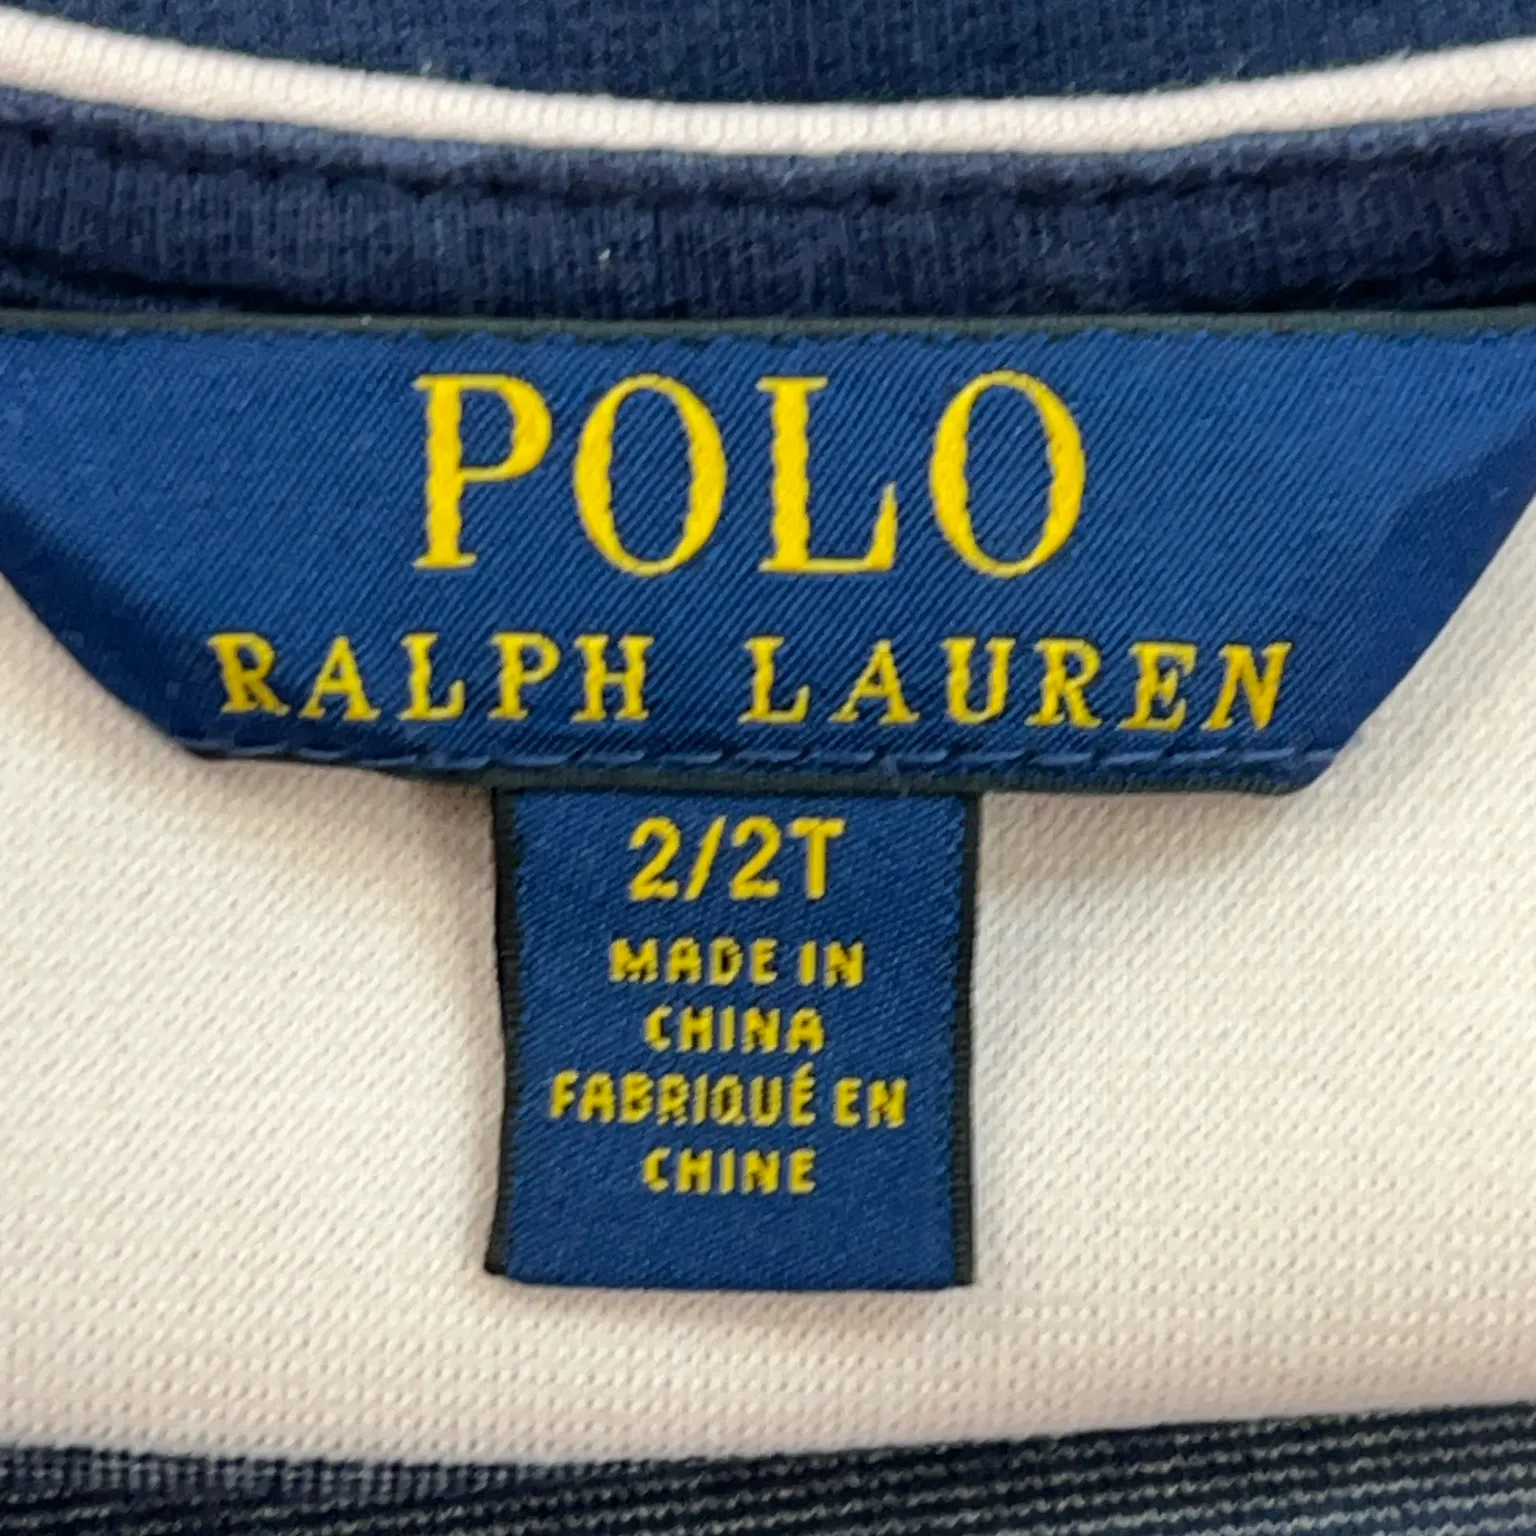 POLO
RALPH LAUREN
2/2T
MADE IN
CHINA
FABRIQUÉ EN
CHINE